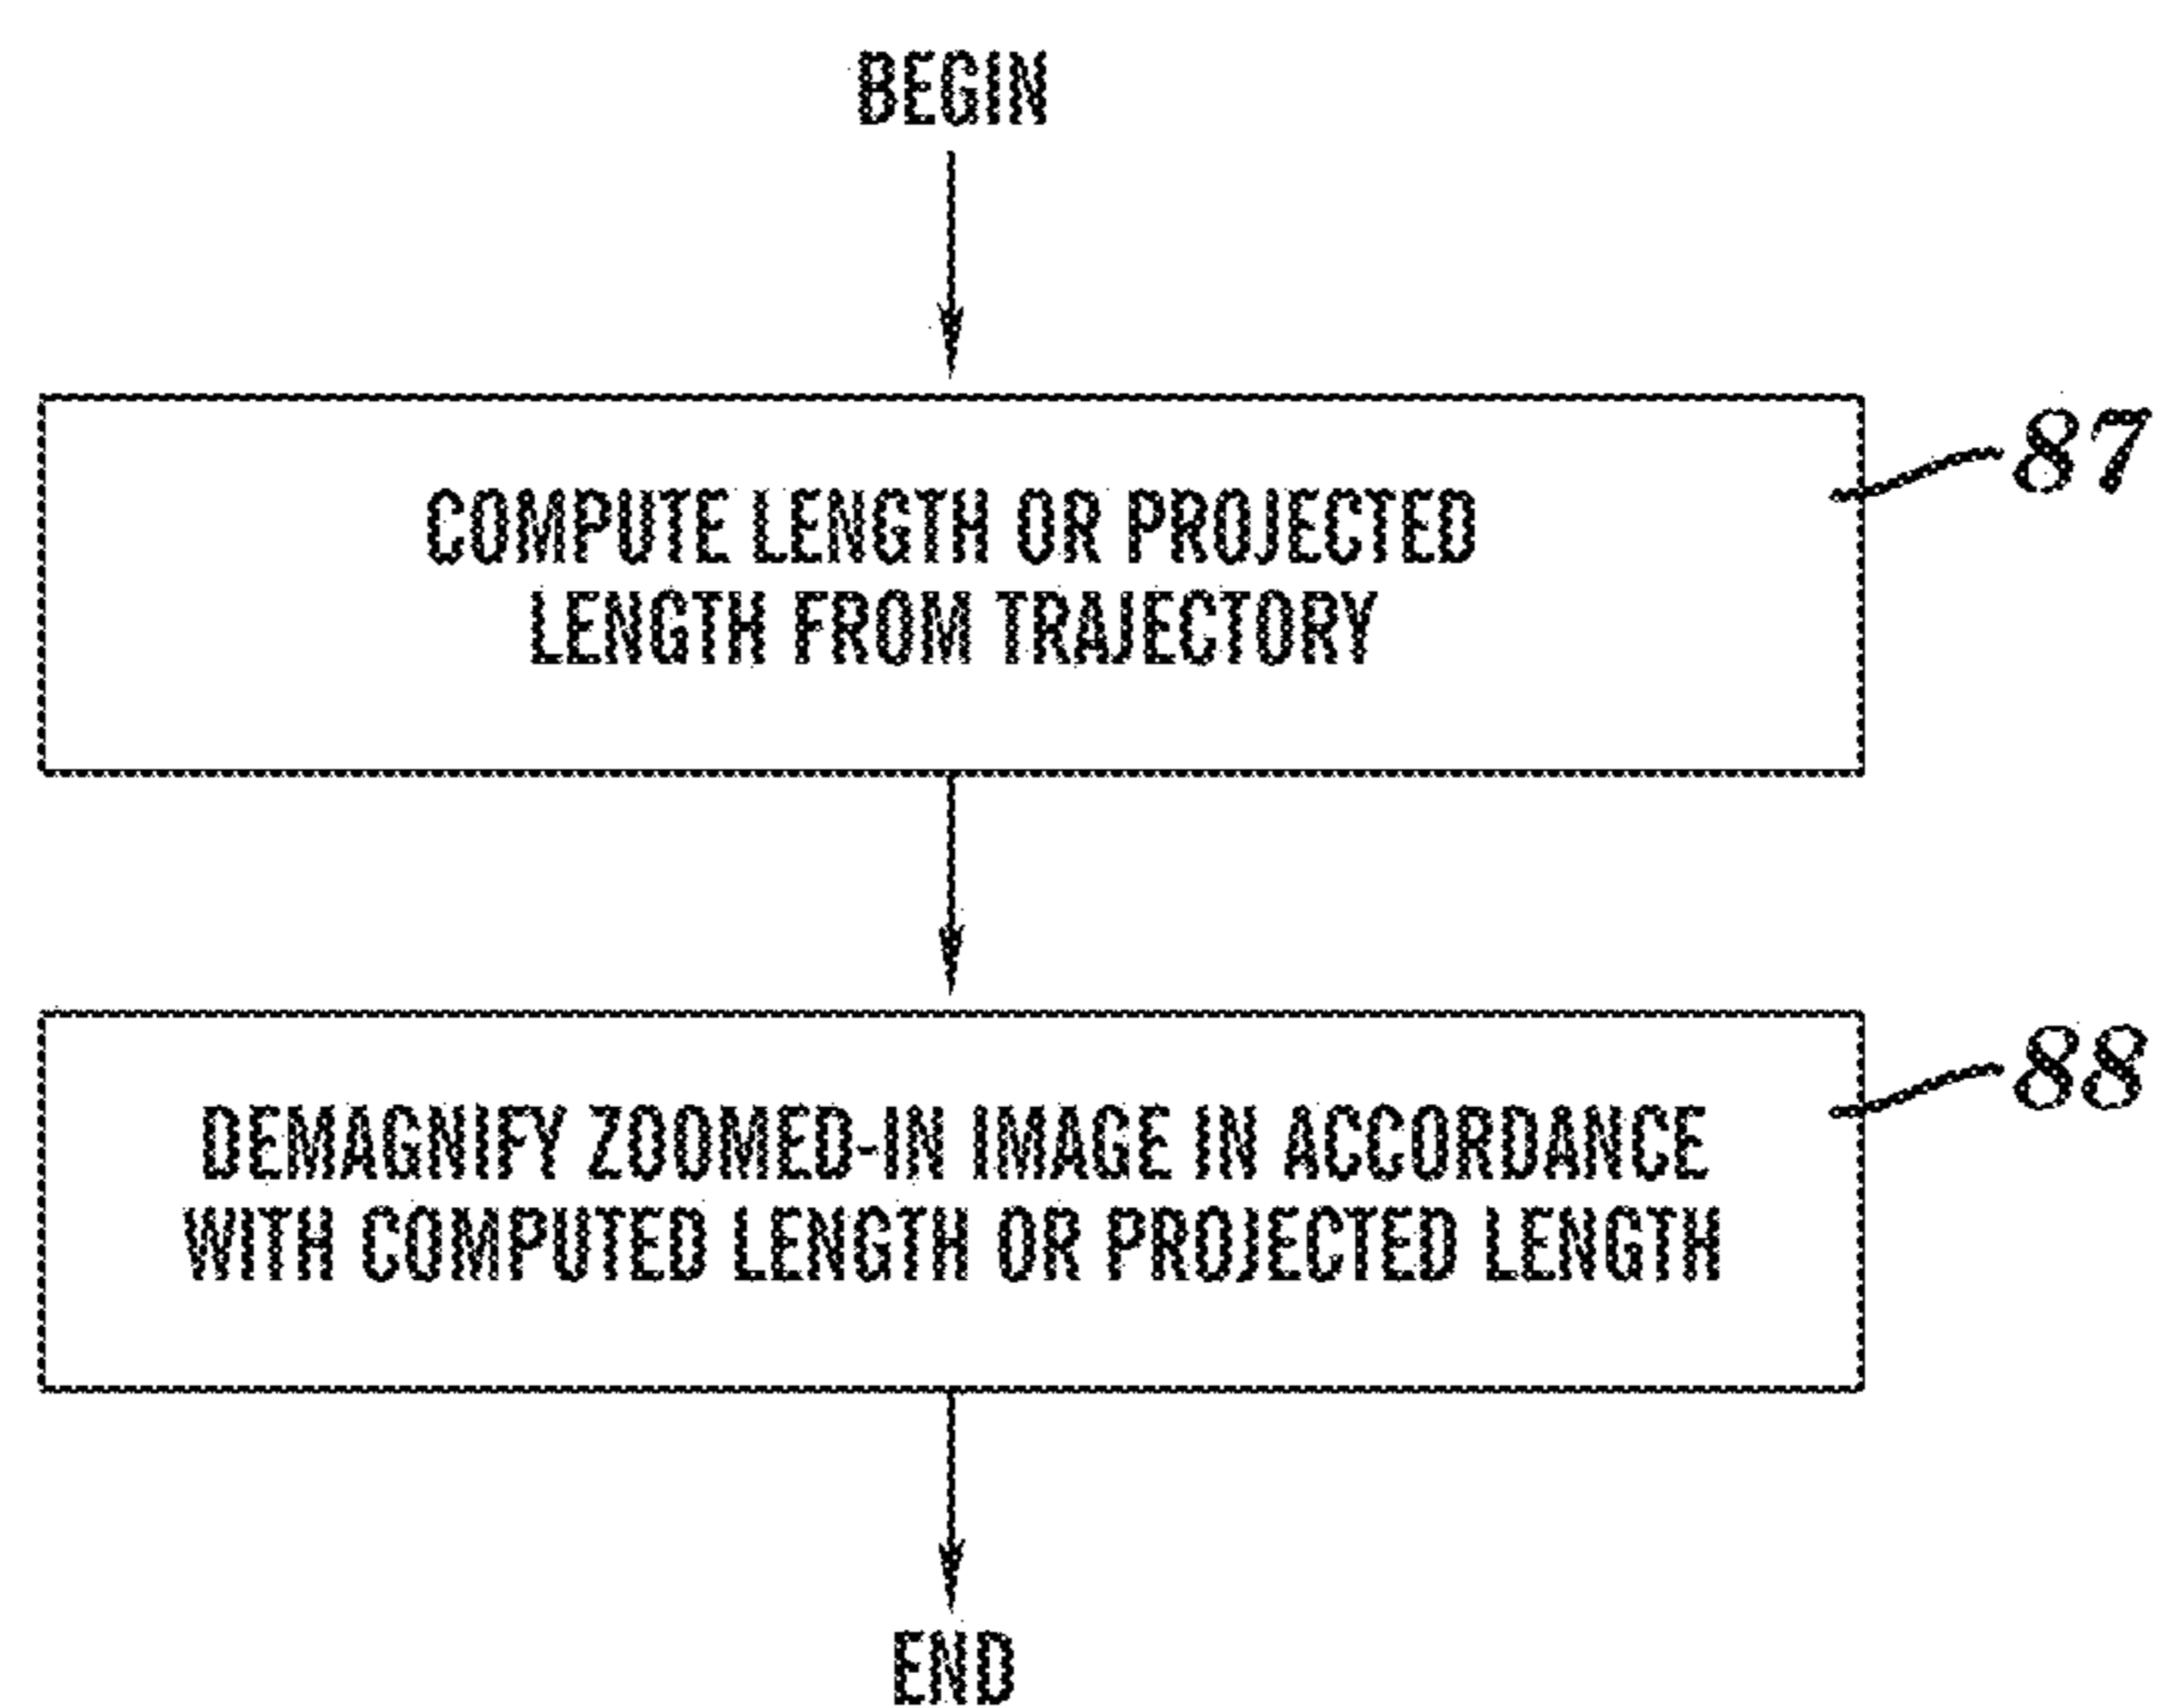 BEGIN
COMPUTE LENGTH OR PROJECTED
LENGTH FROM TRAJECTORY
87
DEMAGNIFY ZOOMED-IN IMAGE IN ACCORDANCE
WITH COMPUTED LENGTH OR PROJECTED LENGTH
88
END